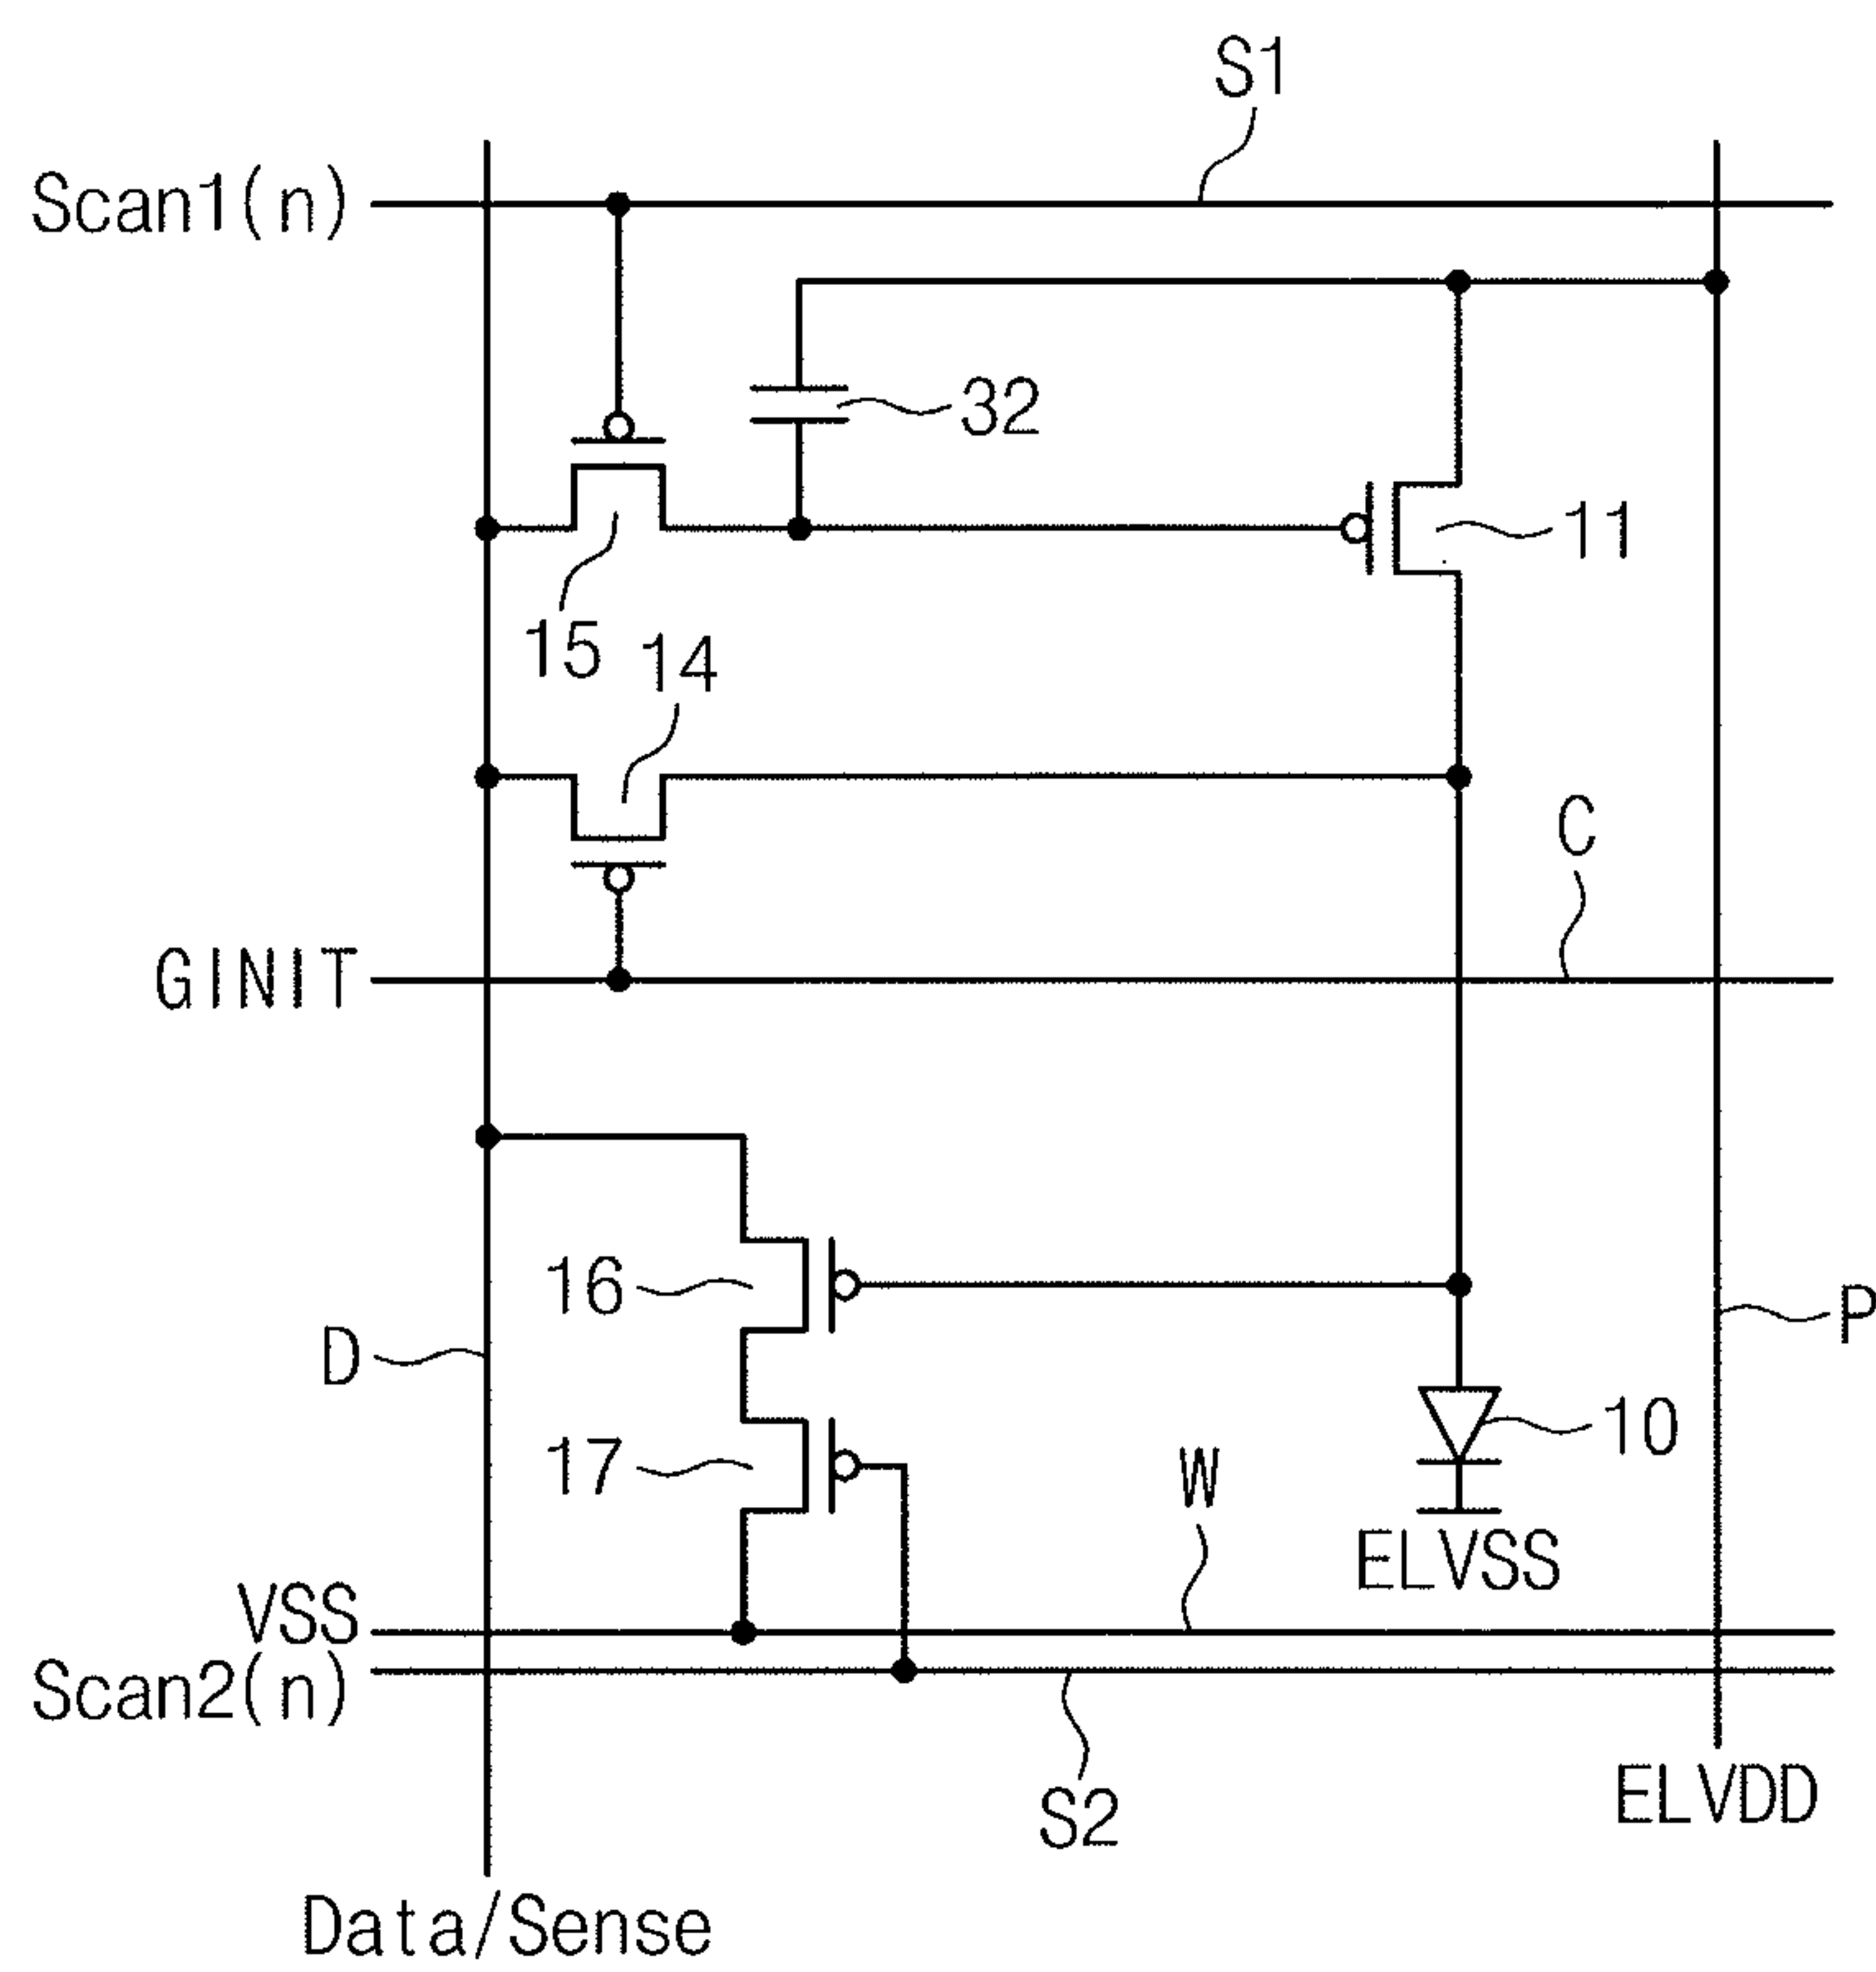 S1
Scan1(n)
32
11
15
14
C
GINIT
16
D
P
10
17
W
ELVSS
VSS
Scan2(n)
S2
ELVDD
Data/Sense